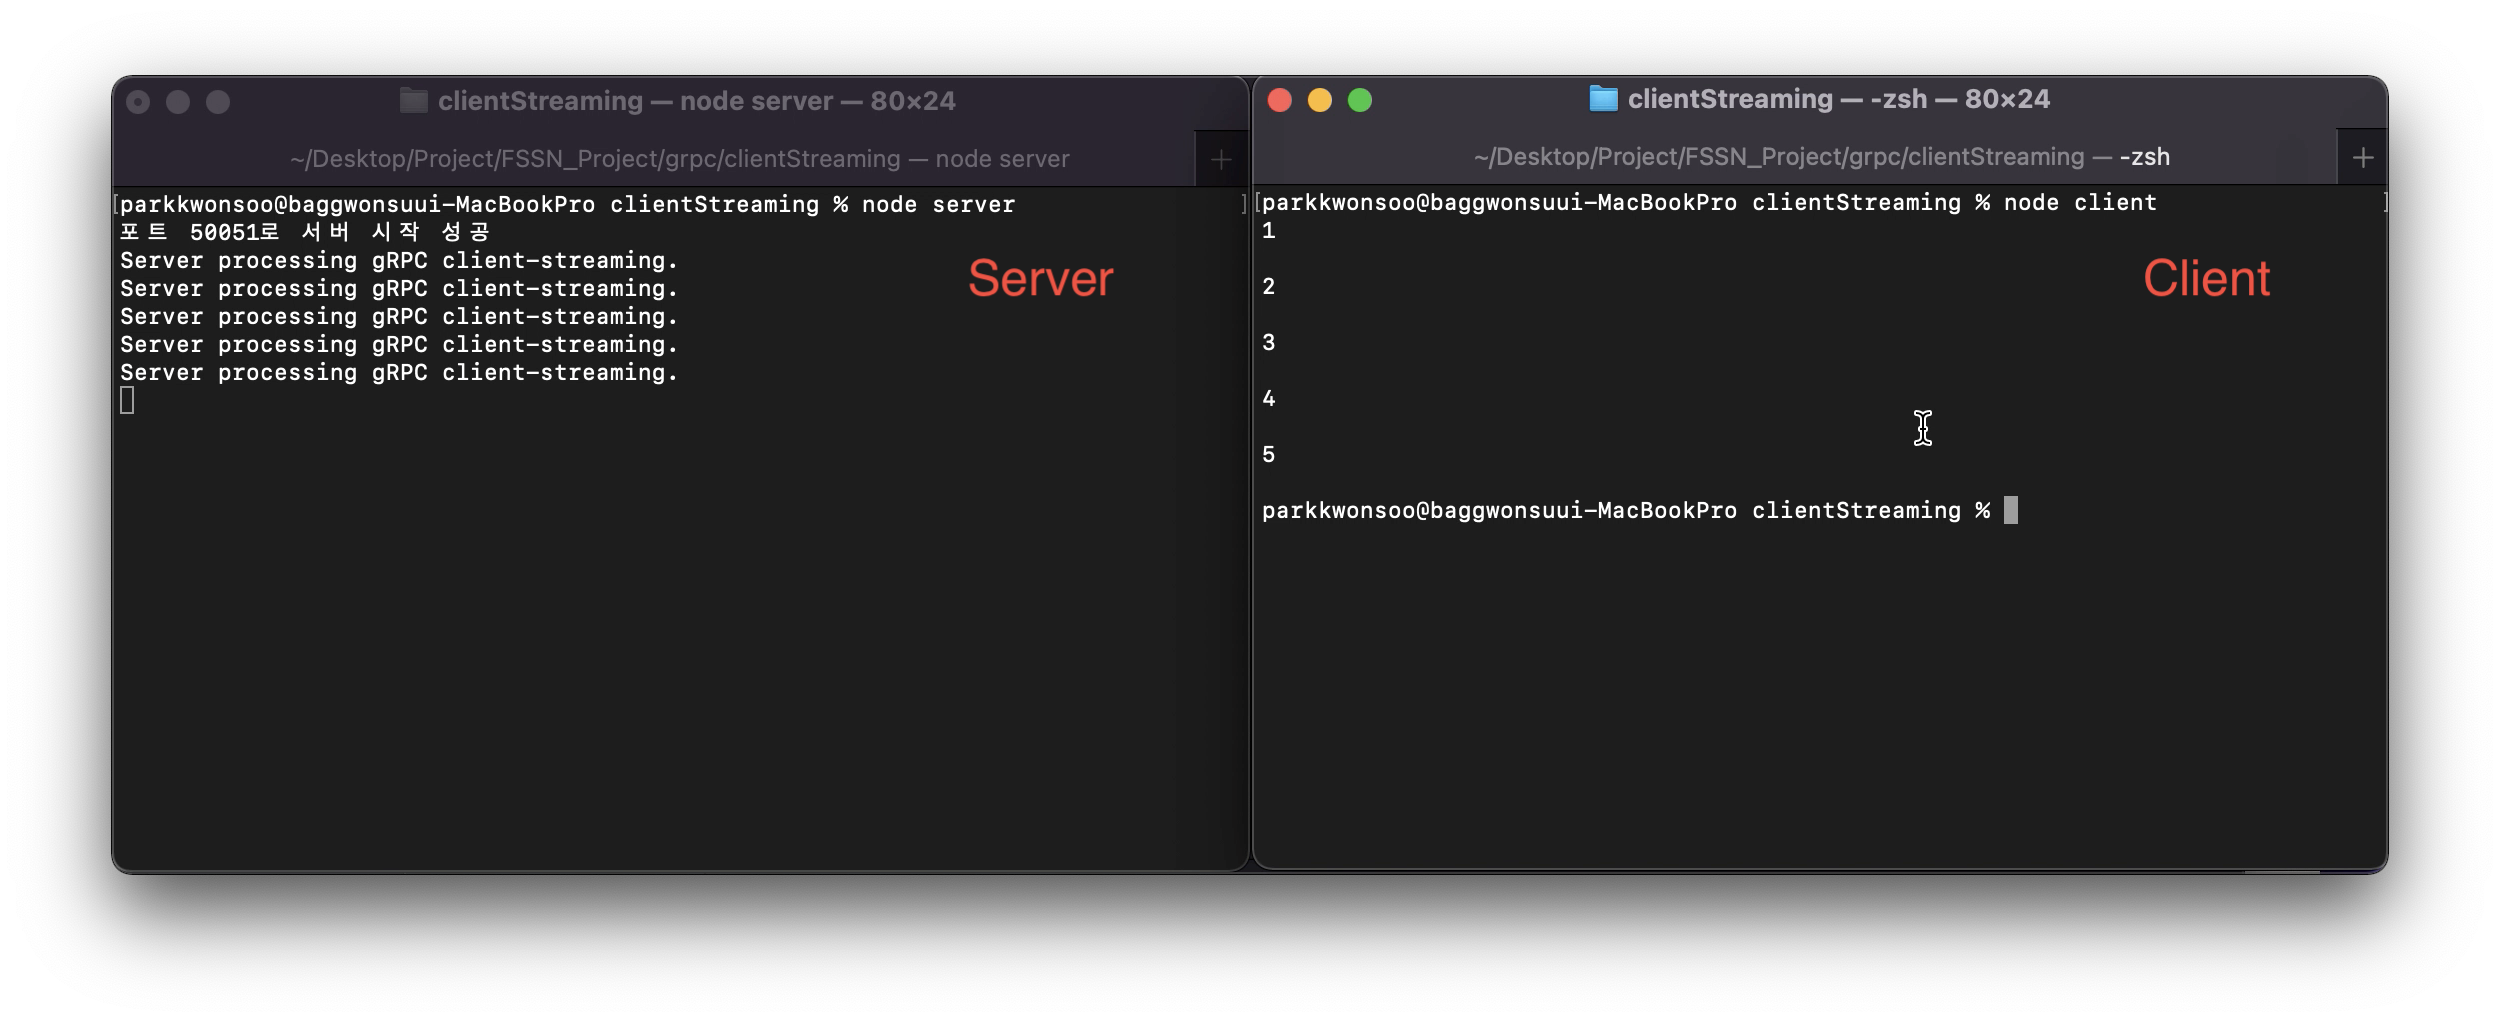 clientStreaming — node server — 80×24
~/Desktop/Project/FSSN_Project/grpc/clientStreaming — node server
[parkkwonsoo@baggwonsuui-MacBookPro clientStreaming % node server ]
포트 50051로 서버 시작 성공
Server processing gRPC client-streaming.
Server processing gRPC client-streaming.
Server processing gRPC client-streaming.
Server processing gRPC client-streaming.
Server processing gRPC client-streaming.
Server
clientStreaming — -zsh — 80×24
~/Desktop/Project/FSSN_Project/grpc/clientStreaming — -zsh
[parkkwonsoo@baggwonsuui-MacBookPro clientStreaming % node client ]
1
2
3
4
5
parkkwonsoo@baggwonsuui-MacBookPro clientStreaming %
Client